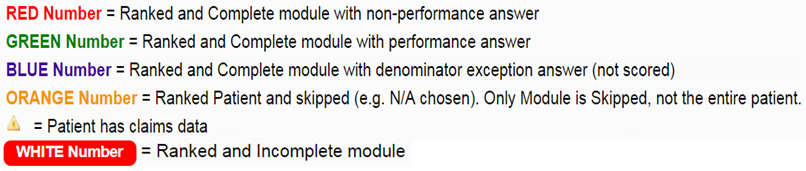 RED Number = Ranked and Complete module with non-performance answer
GREEN Number = Ranked and Complete module with performance answer
BLUE Number = Ranked and Complete module with denominator exception answer (not scored)
ORANGE Number = Ranked Patient and skipped (e.g. N/A chosen). Only Module is Skipped, not the entire patient.
= Patient has claims data
WHITE Number = Ranked and Incomplete module